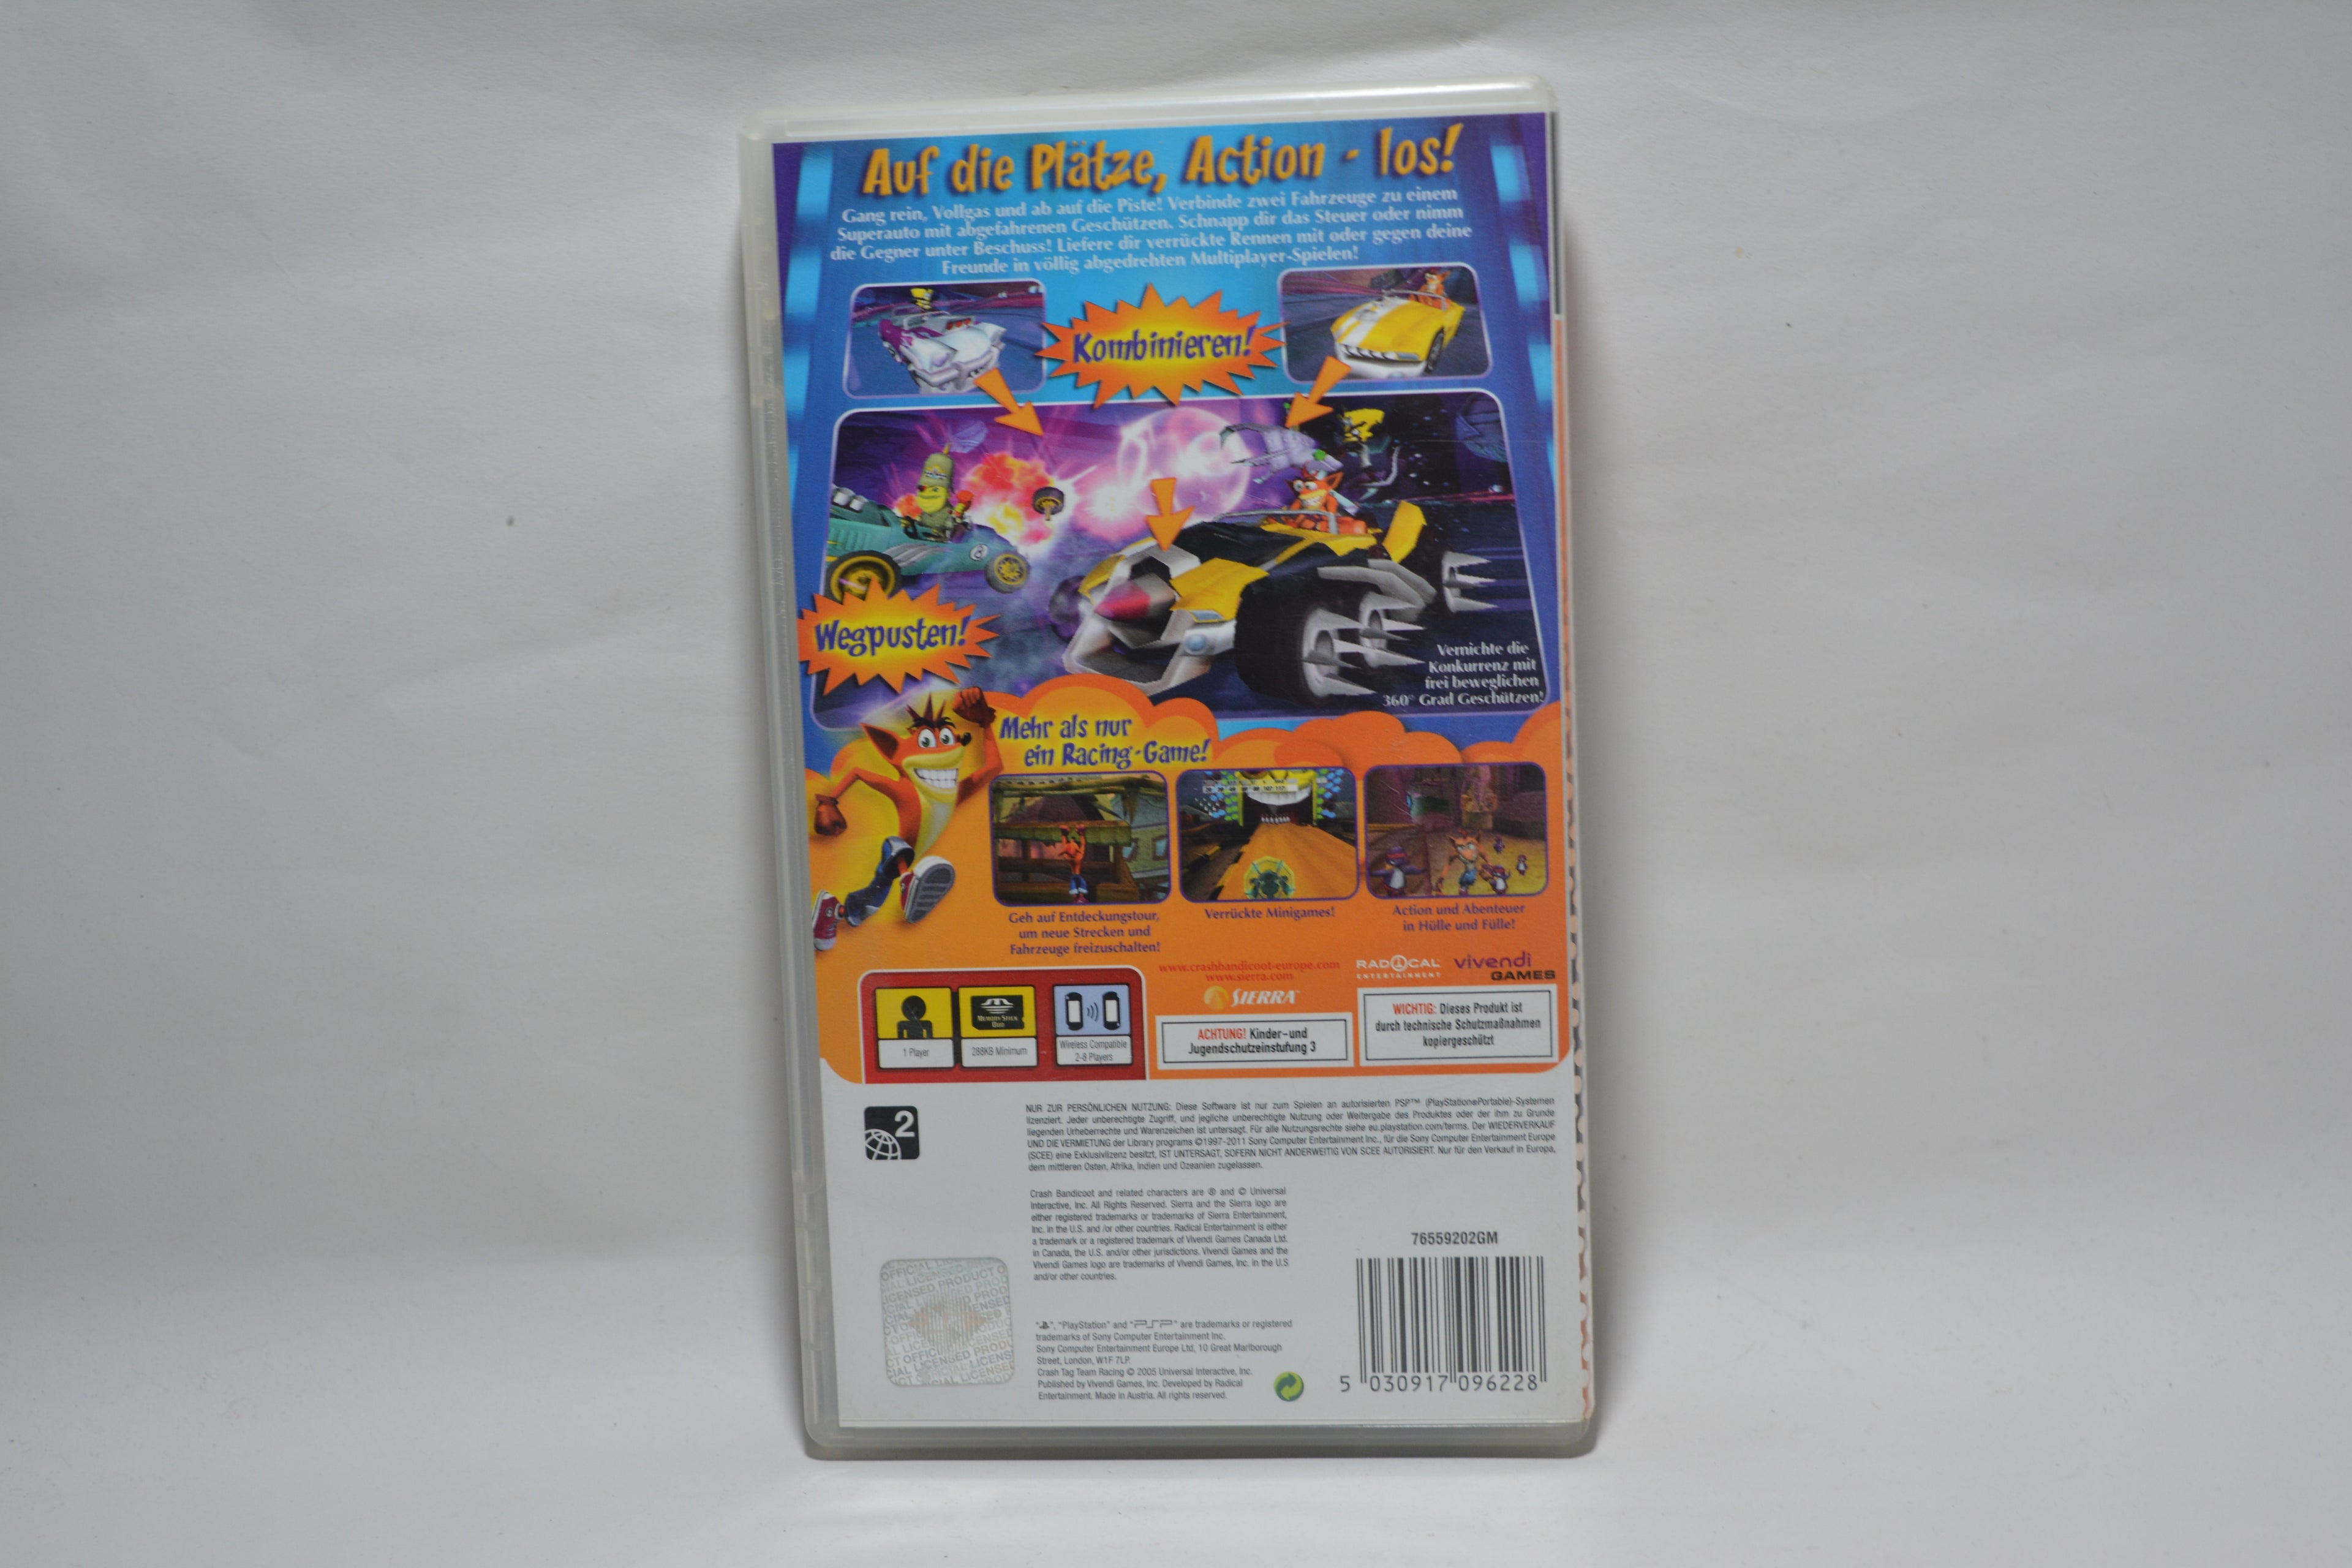 Auf die Plätze, Action - los!
Gang rein, Vollgas und ab auf die Piste! Verbinde zwei Fahrzeuge zu einem
Superauto mit abgefahrenen Geschützen. Schnapp dir das Steuer oder nimm
die Gegner unter Beschuss! Liefere dir verrückte Rennen mit oder gegen deine
Freunde in völlig abgedrehten Multiplayer-Spielen!
Kombinieren!
Wegpusten!
Vernichte die
Konkurrenz mit
frei beweglichen
360° Grad Geschützen!
Mehr als nur
ein Racing-Game!
Geh auf Entdeckungstour,
um neue Strecken und
Fahrzeuge freizuschalten!
Verrückte Minigames!
Action und Abenteuer
in Hülle und Fülle!
www.crashbandicoot-europe.com
www.sierra.com
SIERRA
RADICAL
ENTERTAINMENT
vivendi
GAMES
1 Player
MEMORY STICK
DUO
288KB Minimum
Wireless Compatible
2-8 Players
ACHTUNG! Kinder-und
Jugendschutzeinstufung 3
WICHTIG: Dieses Produkt ist
durch technische Schutzmaßnahmen
kopiergeschützt
2
NUR ZUR PERSÖNLICHEN NUTZUNG: Diese Software ist nur zum Spielen an autorisierten PSP™ (PlayStation®Portable)-Systemen
lizenziert. Jeder unberechtigte Zugriff, und jegliche unberechtigte Nutzung oder Weitergabe des Produktes oder der ihm zu Grunde
liegenden Urheberrechte und Warenzeichen ist untersagt. Für alle Nutzungsrechte siehe eu.playstation.com/terms. Der WIEDERVERKAUF
UND DIE VERMIETUNG der Library programs ©1997-2011 Sony Computer Entertainment Inc., für die Sony Computer Entertainment Europe
(SCEE) eine Exklusivlizenz besitzt, IST UNTERSAGT, SOFERN NICHT ANDERWEITIG VON SCEE AUTORISIERT. Nur für den Verkauf in Europa,
dem mittleren Osten, Afrika, Indien und Ozeanien zugelassen.
Crash Bandicoot and related characters are ® and © Universal
Interactive, Inc. All Rights Reserved. Sierra and the Sierra logo are
either registered trademarks or trademarks of Sierra Entertainment,
Inc. in the U.S. and /or other countries. Radical Entertainment is either
a trademark or a registered trademark of Vivendi Games Canada Ltd.
in Canada, the U.S. and/or other jurisdictions. Vivendi Games and the
Vivendi Games logo are trademarks of Vivendi Games, Inc. in the U.S
and/or other countries.
"", "PlayStation" and "PSP" are trademarks or registered
trademarks of Sony Computer Entertainment Inc.
Sony Computer Entertainment Europe Ltd, 10 Great Marlborough
Street, London, W1F 7LP.
Crash Tag Team Racing © 2005 Universal Interactive, Inc.
Published by Vivendi Games, Inc. Developed by Radical
Entertainment. Made in Austria. All rights reserved.
76559202GM
5 030917 096228
OFFICIAL LICENSED PRODUCT